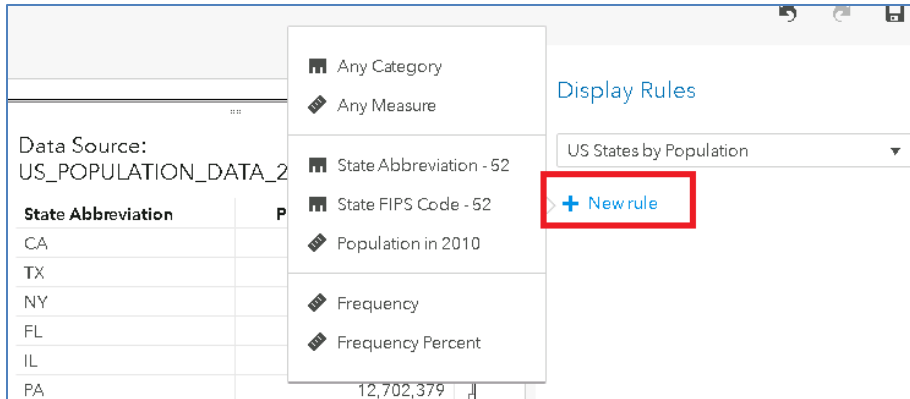 Any Category
Any Measure
State Abbreviation - 52
State FIPS Code - 52
Population in 2010
Frequency
Frequency Percent
Display Rules
US States by Population
+ New rule
Data Source:
US_POPULATION_DATA_2
State Abbreviation P
CA
TX
NY
FL
IL
PA 12,702,379